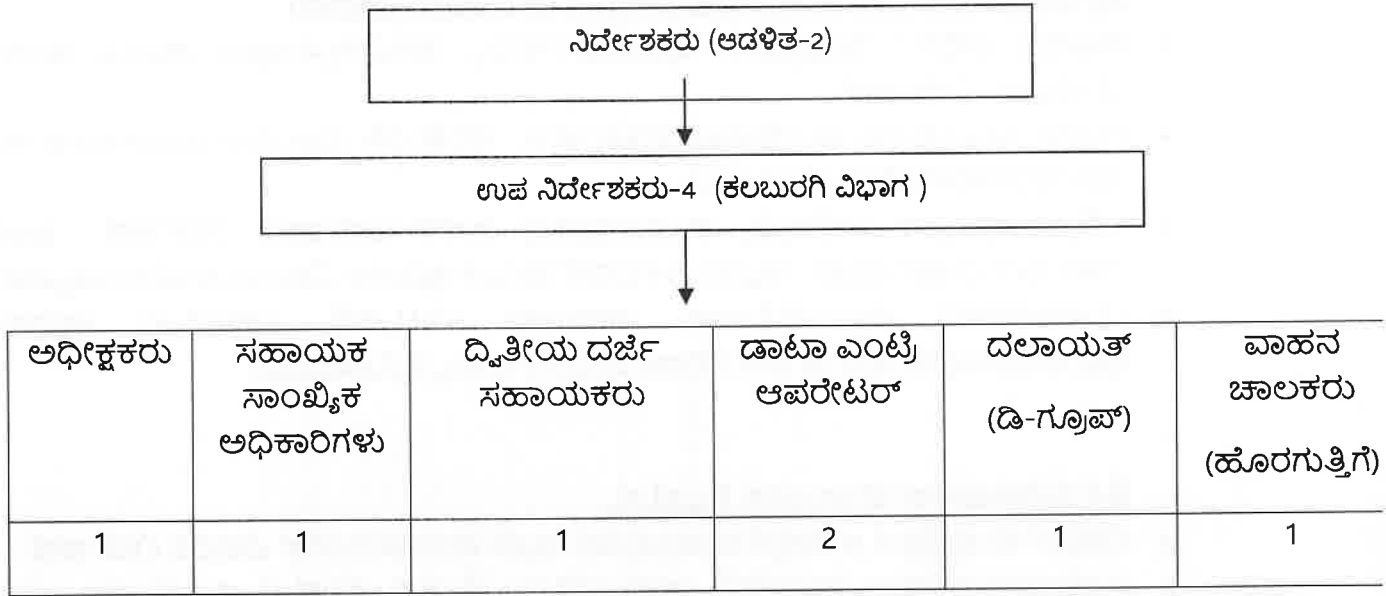 ನಿರ್ದೇಶಕರು (ಆಡಳಿತ-2)
ಉಪ ನಿರ್ದೇಶಕರು-4 (ಕಲಬುರಗಿ ವಿಭಾಗ )
ಅಧೀಕ್ಷಕರು
ಸಹಾಯಕ
ಸಾಂಖ್ಯಿಕ
ಅಧಿಕಾರಿಗಳು
ದ್ವಿತೀಯ ದರ್ಜೆ
ಸಹಾಯಕರು
ಡಾಟಾ ಎಂಟ್ರಿ
ಆಪರೇಟರ್
ದಲಾಯತ್
(ಡಿ-ಗ್ರೂಪ್)
ವಾಹನ
ಚಾಲಕರು
(ಹೊರಗುತ್ತಿಗೆ)
1 1 1 2 1 1